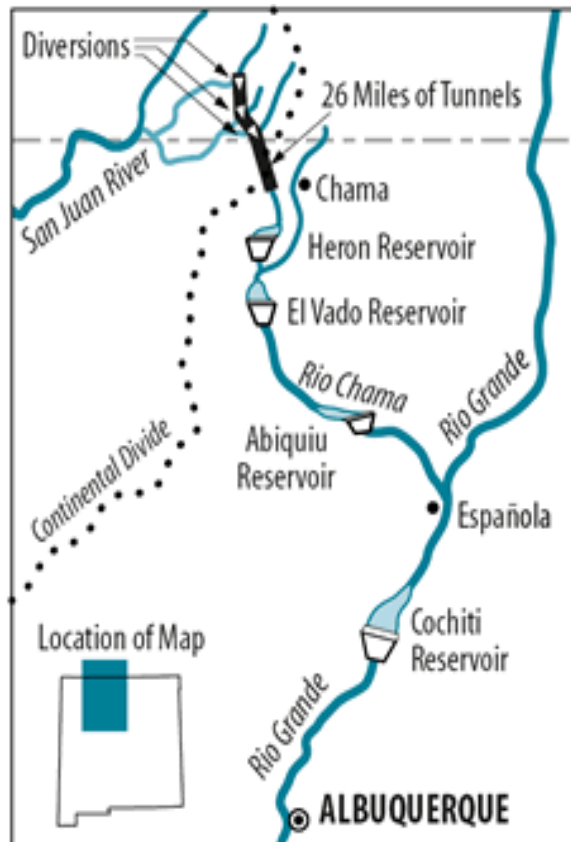 Diversions
26 Miles of Tunnels
San Juan River
Chama
Heron Reservoir
El Vado Reservoir
Rio Chama
Rio Grande
Abiquiu
Reservoir
Continental Divide
Española
Cochiti
Reservoir
Location of Map
Rio Grande
ALBUQUERQUE